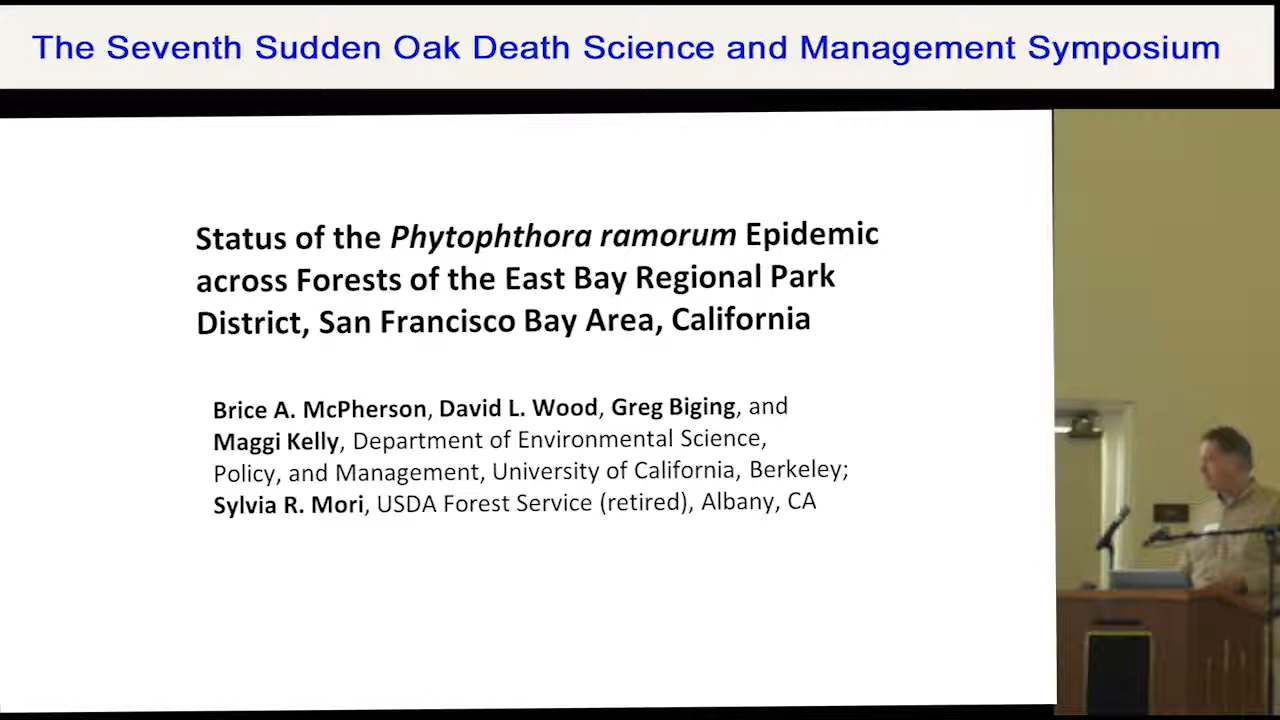 The Seventh Sudden Oak Death Science and Management Symposium
Status of the Phytophthora ramorum Epidemic
across Forests of the East Bay Regional Park
District, San Francisco Bay Area, California
Brice A. McPherson, David L. Wood, Greg Biging, and
Maggi Kelly, Department of Environmental Science,
Policy, and Management, University of California, Berkeley;
Sylvia R. Mori, USDA Forest Service (retired), Albany, CA